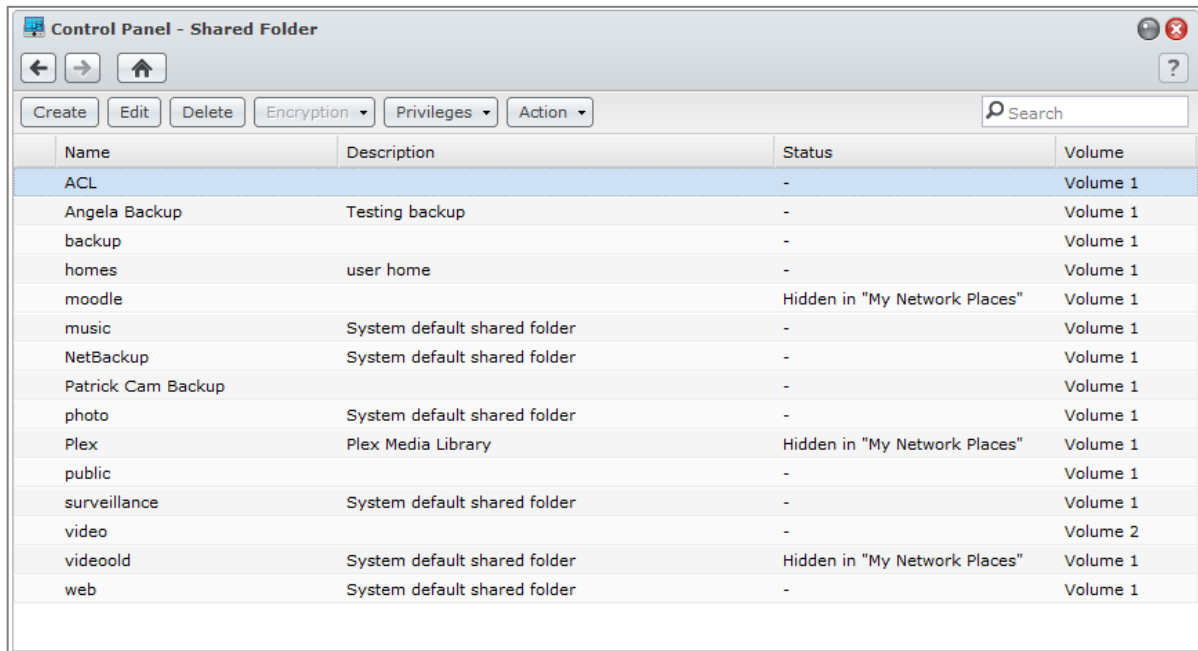 Control Panel - Shared Folder
?
Create Edit Delete Encryption Privileges Action Search
Name Description Status Volume
ACL - Volume 1
Angela Backup Testing backup - Volume 1
backup - Volume 1
homes user home - Volume 1
moodle Hidden in "My Network Places" Volume 1
music System default shared folder - Volume 1
NetBackup System default shared folder - Volume 1
Patrick Cam Backup - Volume 1
photo System default shared folder - Volume 1
Plex Plex Media Library Hidden in "My Network Places" Volume 1
public - Volume 1
surveillance System default shared folder - Volume 1
video - Volume 2
videoold System default shared folder Hidden in "My Network Places" Volume 1
web System default shared folder - Volume 1